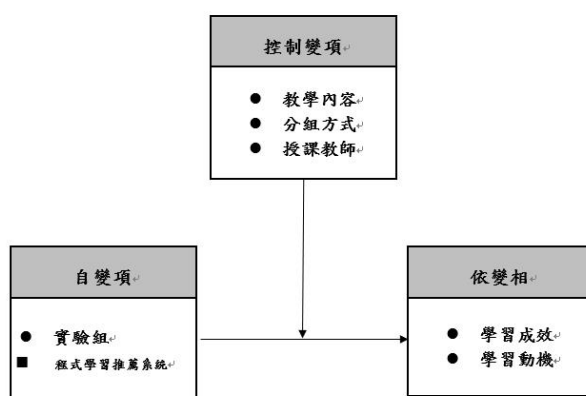 控制變項
● 教學內容
● 分組方式
● 授課教師
自變項
● 實驗組
■ 程式學習推薦系統
依變相
● 學習成效
● 學習動機